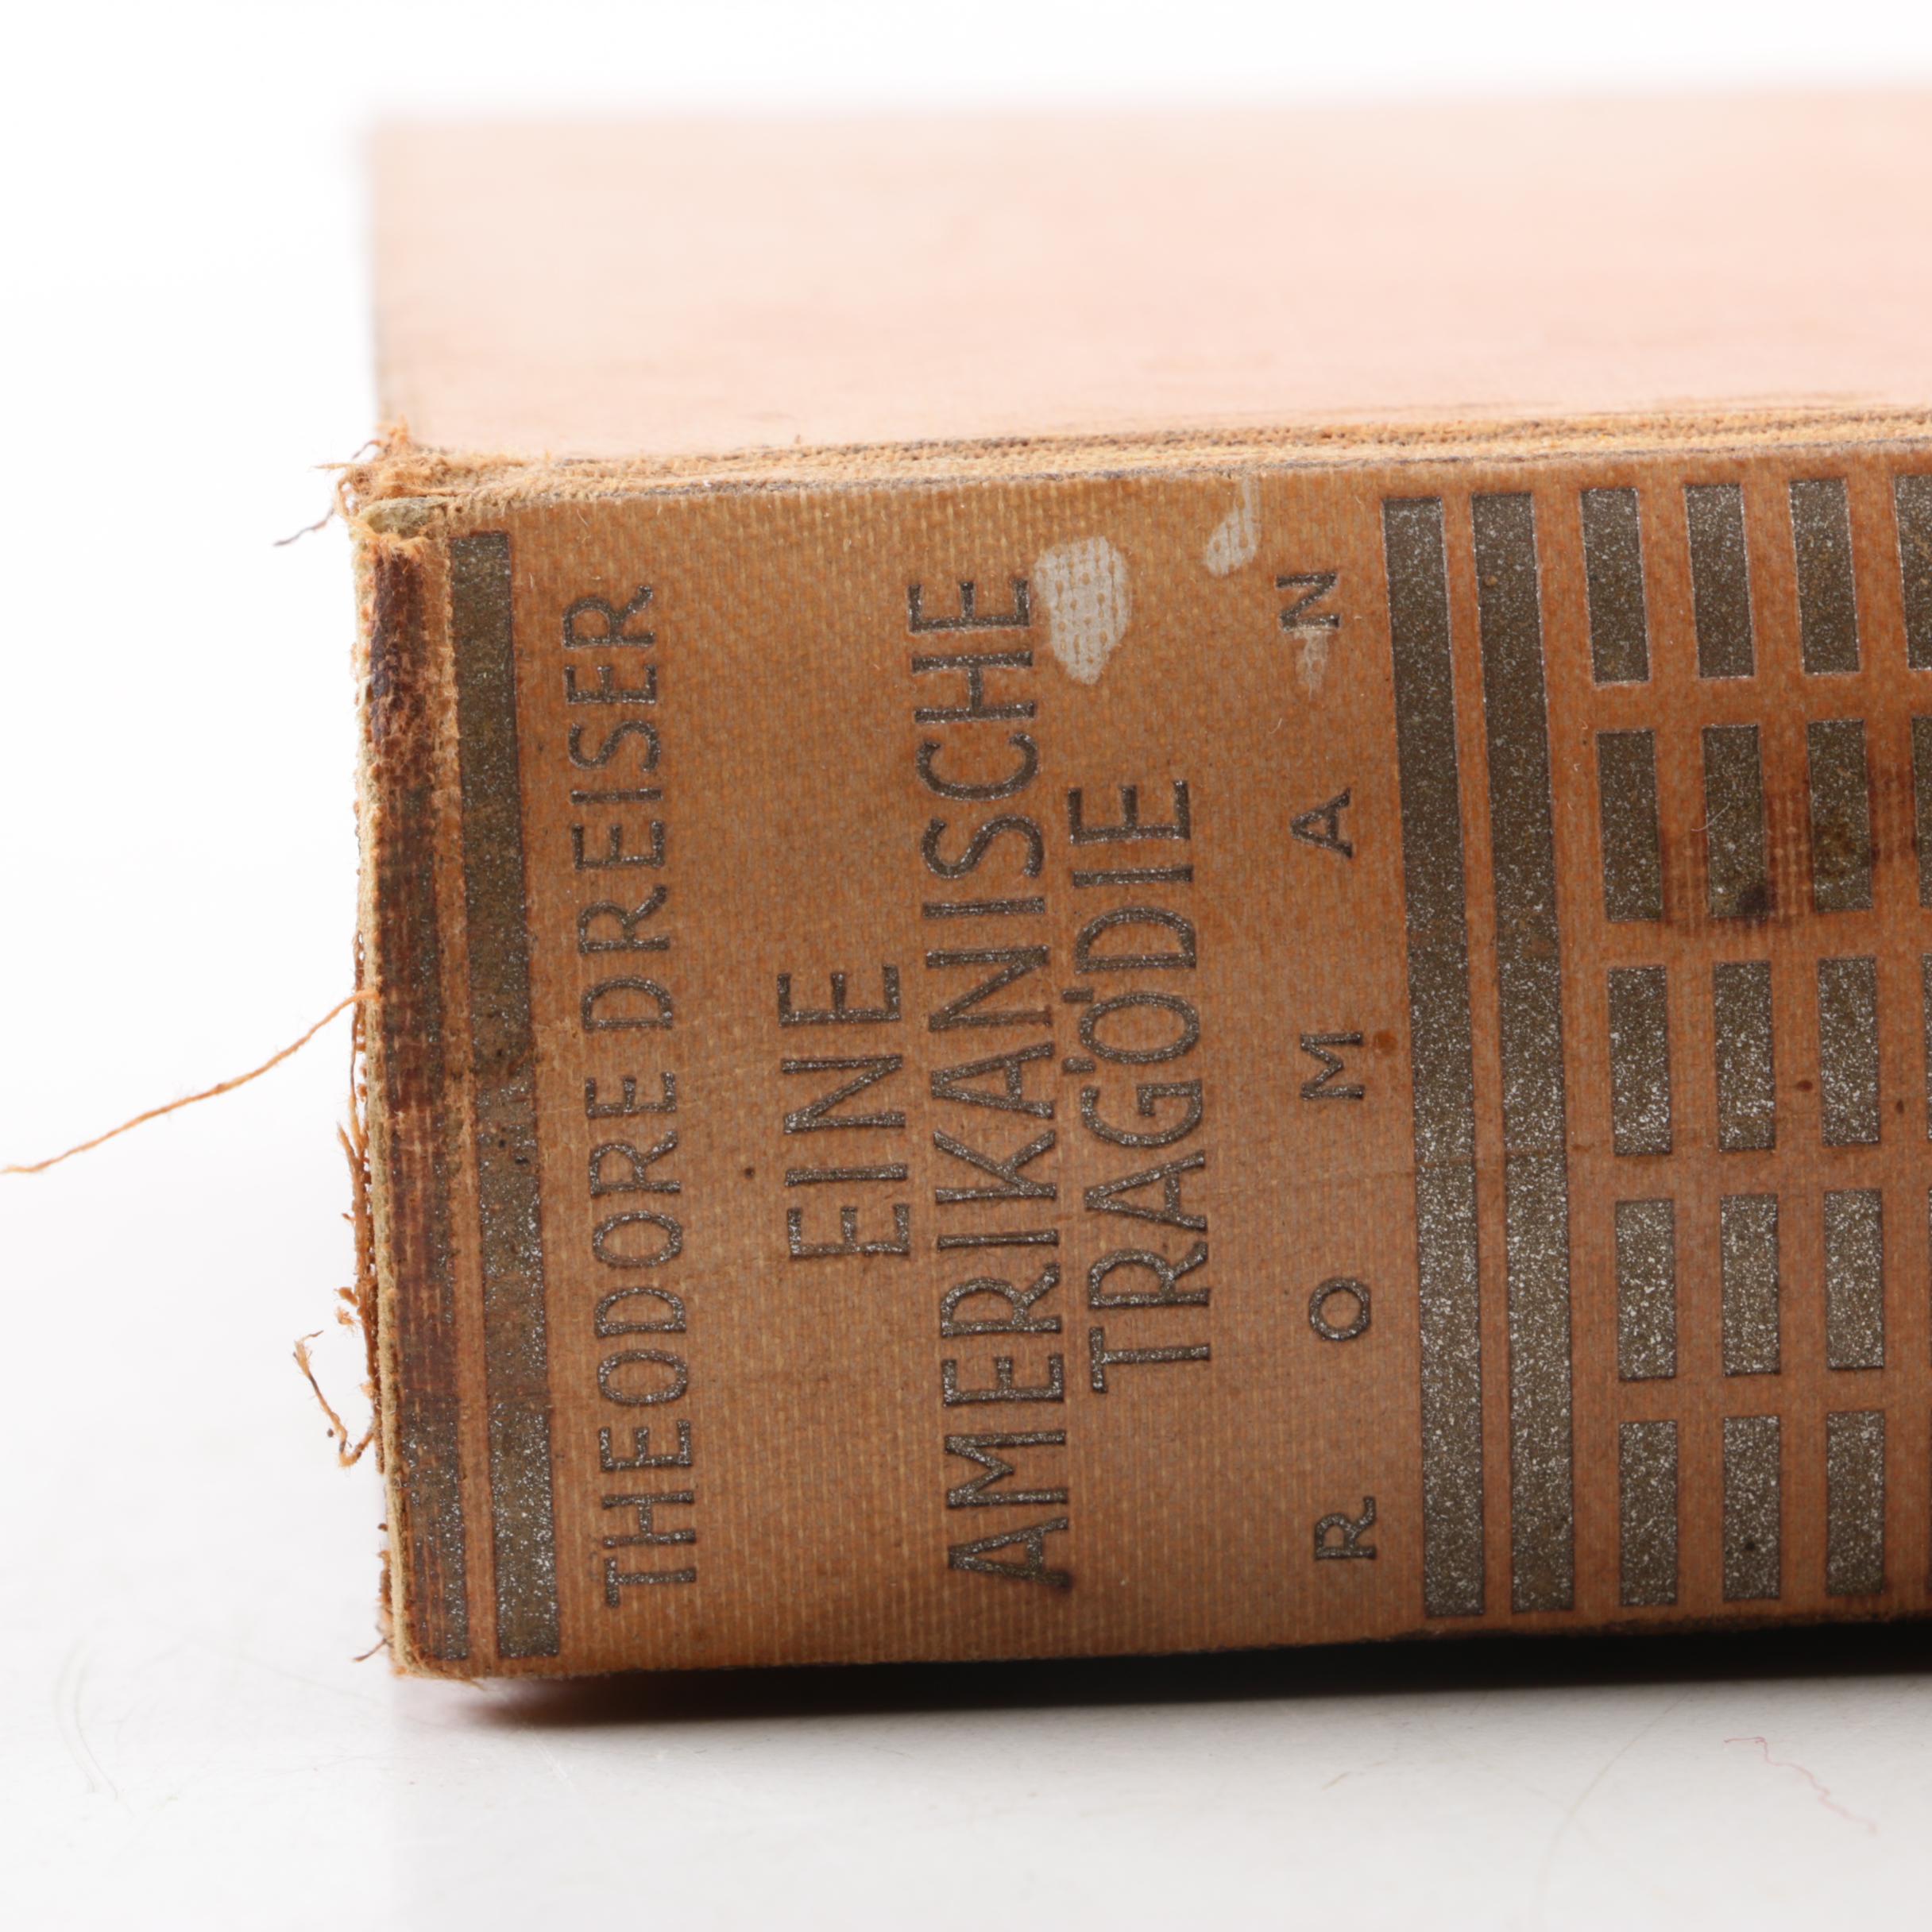 THEODORE DREISER
EINE
AMERIKANISCHE
TRAGÖDIE
ROMAN